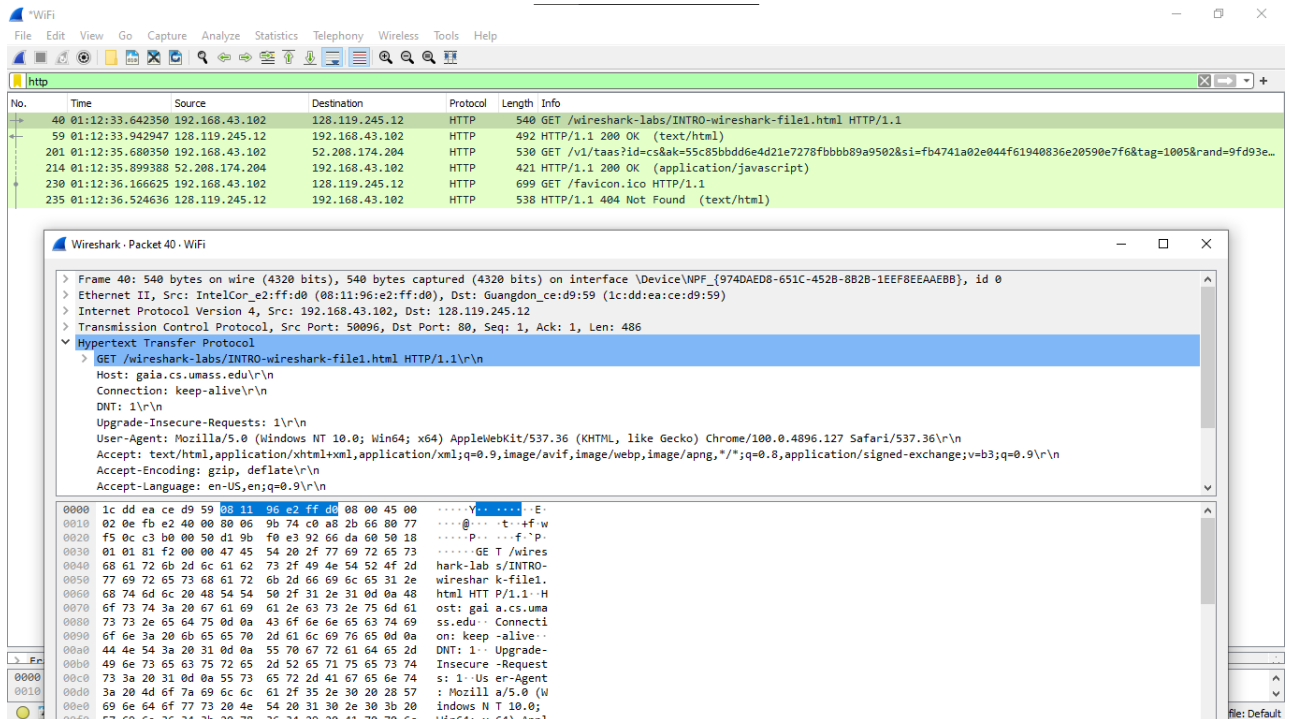 *WiFi
File Edit View Go Capture Analyze Statistics Telephony Wireless Tools Help
http
No. Time Source Destination Protocol Length Info
40 01:12:33.642350 192.168.43.102 128.119.245.12 HTTP 540 GET /wireshark-labs/INTRO-wireshark-file1.html HTTP/1.1
59 01:12:33.942947 128.119.245.12 192.168.43.102 HTTP 492 HTTP/1.1 200 OK (text/html)
201 01:12:35.680350 192.168.43.102 52.208.174.204 HTTP 530 GET /v1/taas?id=cs&ak=55c85bbdd6e4d21e7278fbbbb89a9502&si=fb4741a02e044f61940836e20590e7f6&tag=1005&rand=9fd93e…
214 01:12:35.899388 52.208.174.204 192.168.43.102 HTTP 421 HTTP/1.1 200 OK (application/javascript)
230 01:12:36.166625 192.168.43.102 128.119.245.12 HTTP 699 GET /favicon.ico HTTP/1.1
235 01:12:36.524636 128.119.245.12 192.168.43.102 HTTP 538 HTTP/1.1 404 Not Found (text/html)
Wireshark · Packet 40 · WiFi
Frame 40: 540 bytes on wire (4320 bits), 540 bytes captured (4320 bits) on interface \Device\NPF_{974DAED8-651C-452B-8B2B-1EEF8EEAAEBB}, id 0
Ethernet II, Src: IntelCor_e2:ff:d0 (08:11:96:e2:ff:d0), Dst: Guangdon_ce:d9:59 (1c:dd:ea:ce:d9:59)
Internet Protocol Version 4, Src: 192.168.43.102, Dst: 128.119.245.12
Transmission Control Protocol, Src Port: 50096, Dst Port: 80, Seq: 1, Ack: 1, Len: 486
Hypertext Transfer Protocol
GET /wireshark-labs/INTRO-wireshark-file1.html HTTP/1.1\r\n
Host: gaia.cs.umass.edu\r\n
Connection: keep-alive\r\n
DNT: 1\r\n
Upgrade-Insecure-Requests: 1\r\n
User-Agent: Mozilla/5.0 (Windows NT 10.0; Win64; x64) AppleWebKit/537.36 (KHTML, like Gecko) Chrome/100.0.4896.127 Safari/537.36\r\n
Accept: text/html,application/xhtml+xml,application/xml;q=0.9,image/avif,image/webp,image/apng,*/*;q=0.8,application/signed-exchange;v=b3;q=0.9\r\n
Accept-Encoding: gzip, deflate\r\n
Accept-Language: en-US,en;q=0.9\r\n
0000 1c dd ea ce d9 59 08 11 96 e2 ff d0 08 00 45 00 ·····Y·· ······E·
0010 02 0e fb e2 40 00 80 06 9b 74 c0 a8 2b 66 80 77 ····@··· ·t··+f·w
0020 f5 0c c3 b0 00 50 d1 9b f0 e3 92 66 da 60 50 18 ·····P·· ···f·`P·
0030 01 01 81 f2 00 00 47 45 54 20 2f 77 69 72 65 73 ······GE T /wires
0040 68 61 72 6b 2d 6c 61 62 73 2f 49 4e 54 52 4f 2d hark-lab s/INTRO-
0050 77 69 72 65 73 68 61 72 6b 2d 66 69 6c 65 31 2e wireshar k-file1.
0060 68 74 6d 6c 20 48 54 54 50 2f 31 2e 31 0d 0a 48 html HTT P/1.1··H
0070 6f 73 74 3a 20 67 61 69 61 2e 63 73 2e 75 6d 61 ost: gai a.cs.uma
0080 73 73 2e 65 64 75 0d 0a 43 6f 6e 6e 65 63 74 69 ss.edu·· Connecti
0090 6f 6e 3a 20 6b 65 65 70 2d 61 6c 69 76 65 0d 0a on: keep -alive··
00a0 44 4e 54 3a 20 31 0d 0a 55 70 67 72 61 64 65 2d DNT: 1·· Upgrade-
00b0 49 6e 73 65 63 75 72 65 2d 52 65 71 75 65 73 74 Insecure -Request
00c0 73 3a 20 31 0d 0a 55 73 65 72 2d 41 67 65 6e 74 s: 1··Us er-Agent
00d0 3a 20 4d 6f 7a 69 6c 6c 61 2f 35 2e 30 20 28 57 : Mozill a/5.0 (W
00e0 69 6e 64 6f 77 73 20 4e 54 20 31 30 2e 30 3b 20 indows N T 10.0;
0000
0010
file: Default